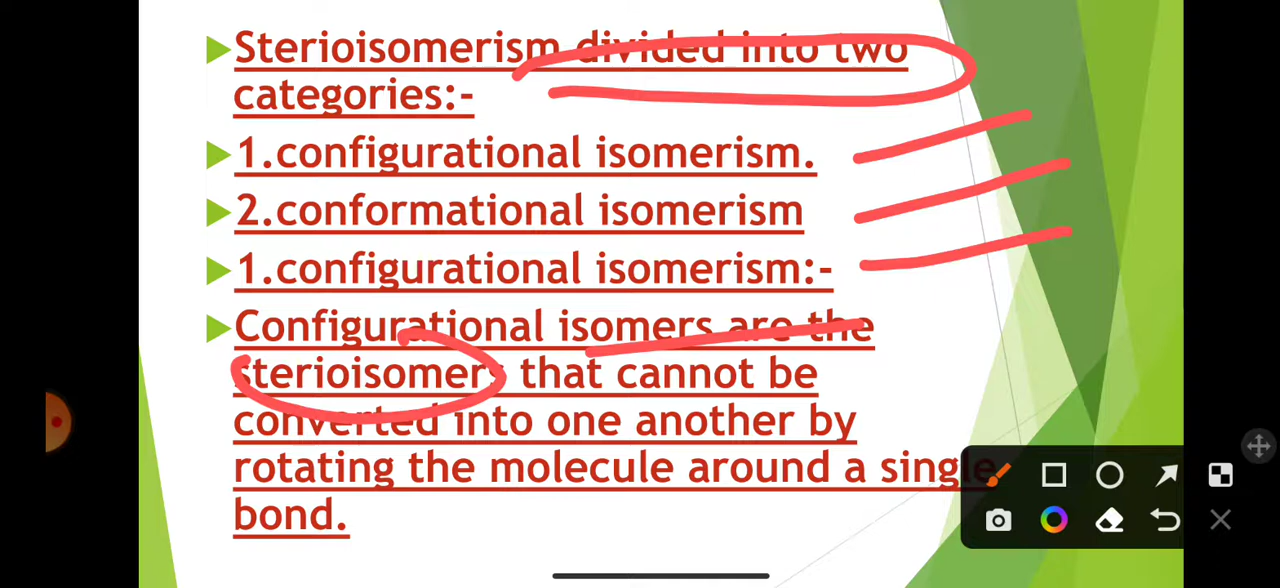 Sterioisomerism divided into two
categories:-
1.configurational isomerism.
2.conformational isomerism
1.configurational isomerism:-
Configurational isomers are the
sterioisomers that cannot be
converted into one another by
rotating the molecule around a single
bond.